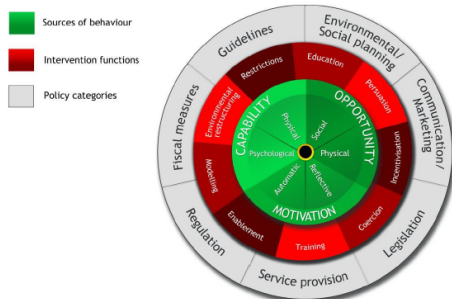 Sources of behaviour
Intervention functions
Policy categories
Guidelines
Environmental/
Social planning
Communication/
Marketing
Legislation
Service provision
Regulation
Fiscal measures
Restrictions
Education
Persuasion
Incentivisation
Coercion
Training
Enablement
Modelling
Environmental
restructuring
CAPABILITY
OPPORTUNITY
MOTIVATION
Physical
Social
Psychological
Physical
Automatic
Reflective